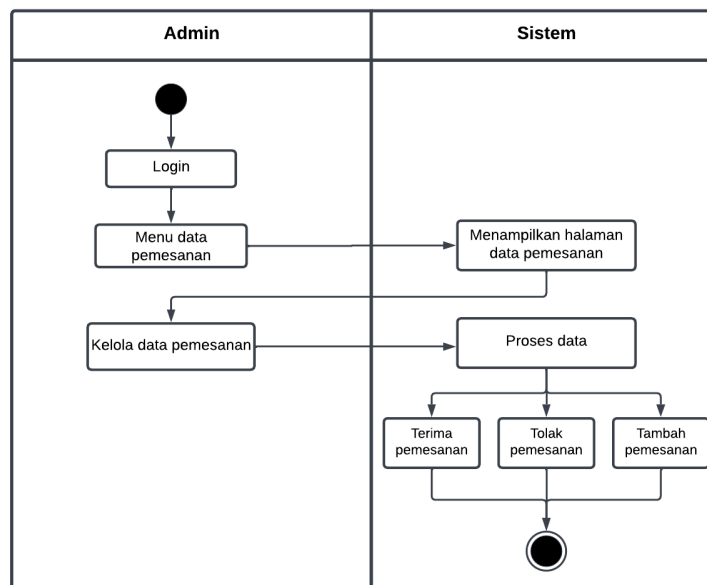 Admin
Sistem
Login
Menu data
pemesanan
Menampilkan halaman
data pemesanan
Kelola data pemesanan
Proses data
Terima
pemesanan
Tolak
pemesanan
Tambah
pemesanan